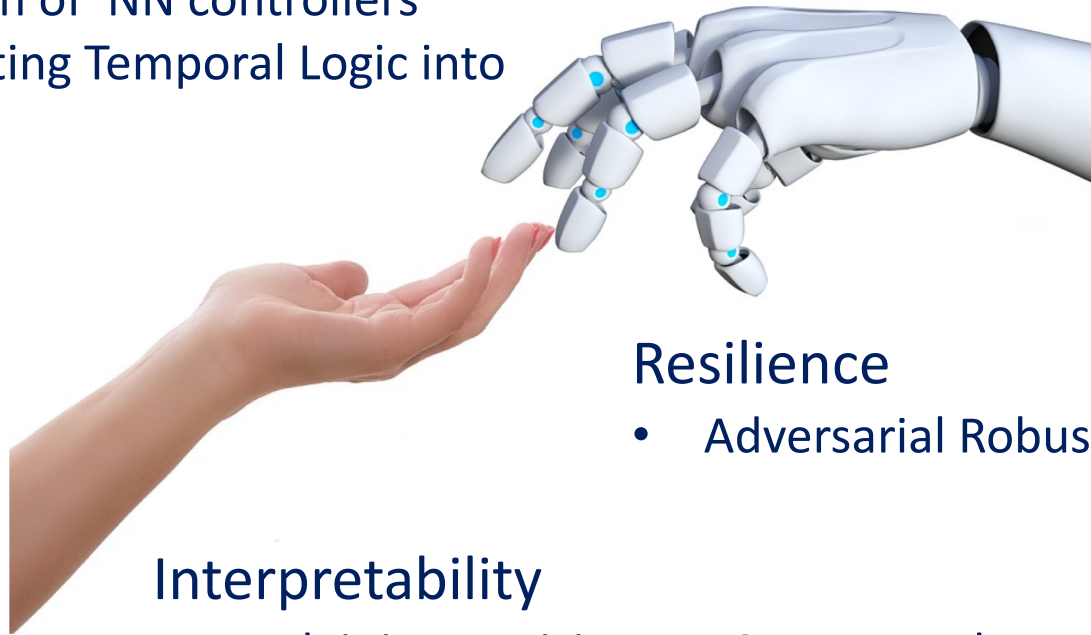 of NN controllers
ting Temporal Logic into
Resilience
• Adversarial Robus
Interpretability